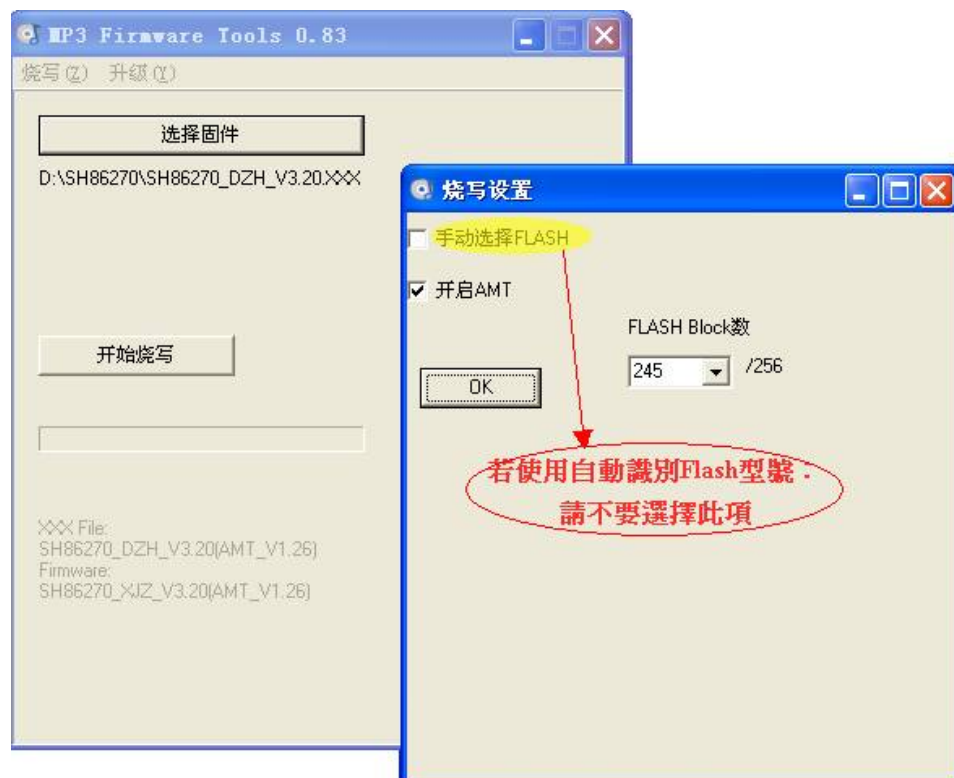 MP3 Firmware Tools 0.83
烧写(Z) 升级(Y)
选择固件
D:\SH86270\SH86270_DZH_V3.20.XXX
开始烧写
XXX File:
SH86270_DZH_V3.20(AMT_V1.26)
Firmware:
SH86270_XJZ_V3.20(AMT_V1.26)
烧写设置
手动选择FLASH
开启AMT
FLASH Block数
245 /256
OK
若使用自動識別Flash型號:
請不要選擇此項